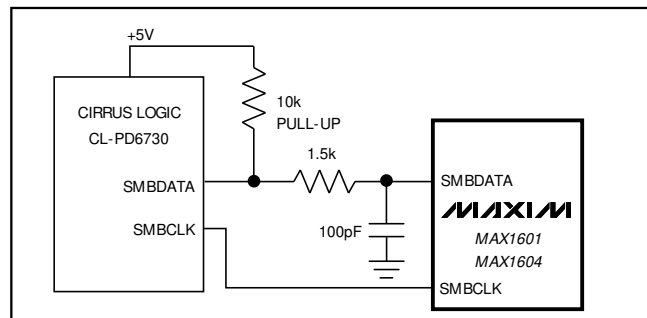 +5V
CIRRUS LOGIC
CL-PD6730
10k
PULL-UP
1.5k
SMBDATA
SMBDATA
MAXIM
SMBCLK
100pF
MAX1601
MAX1604
SMBCLK